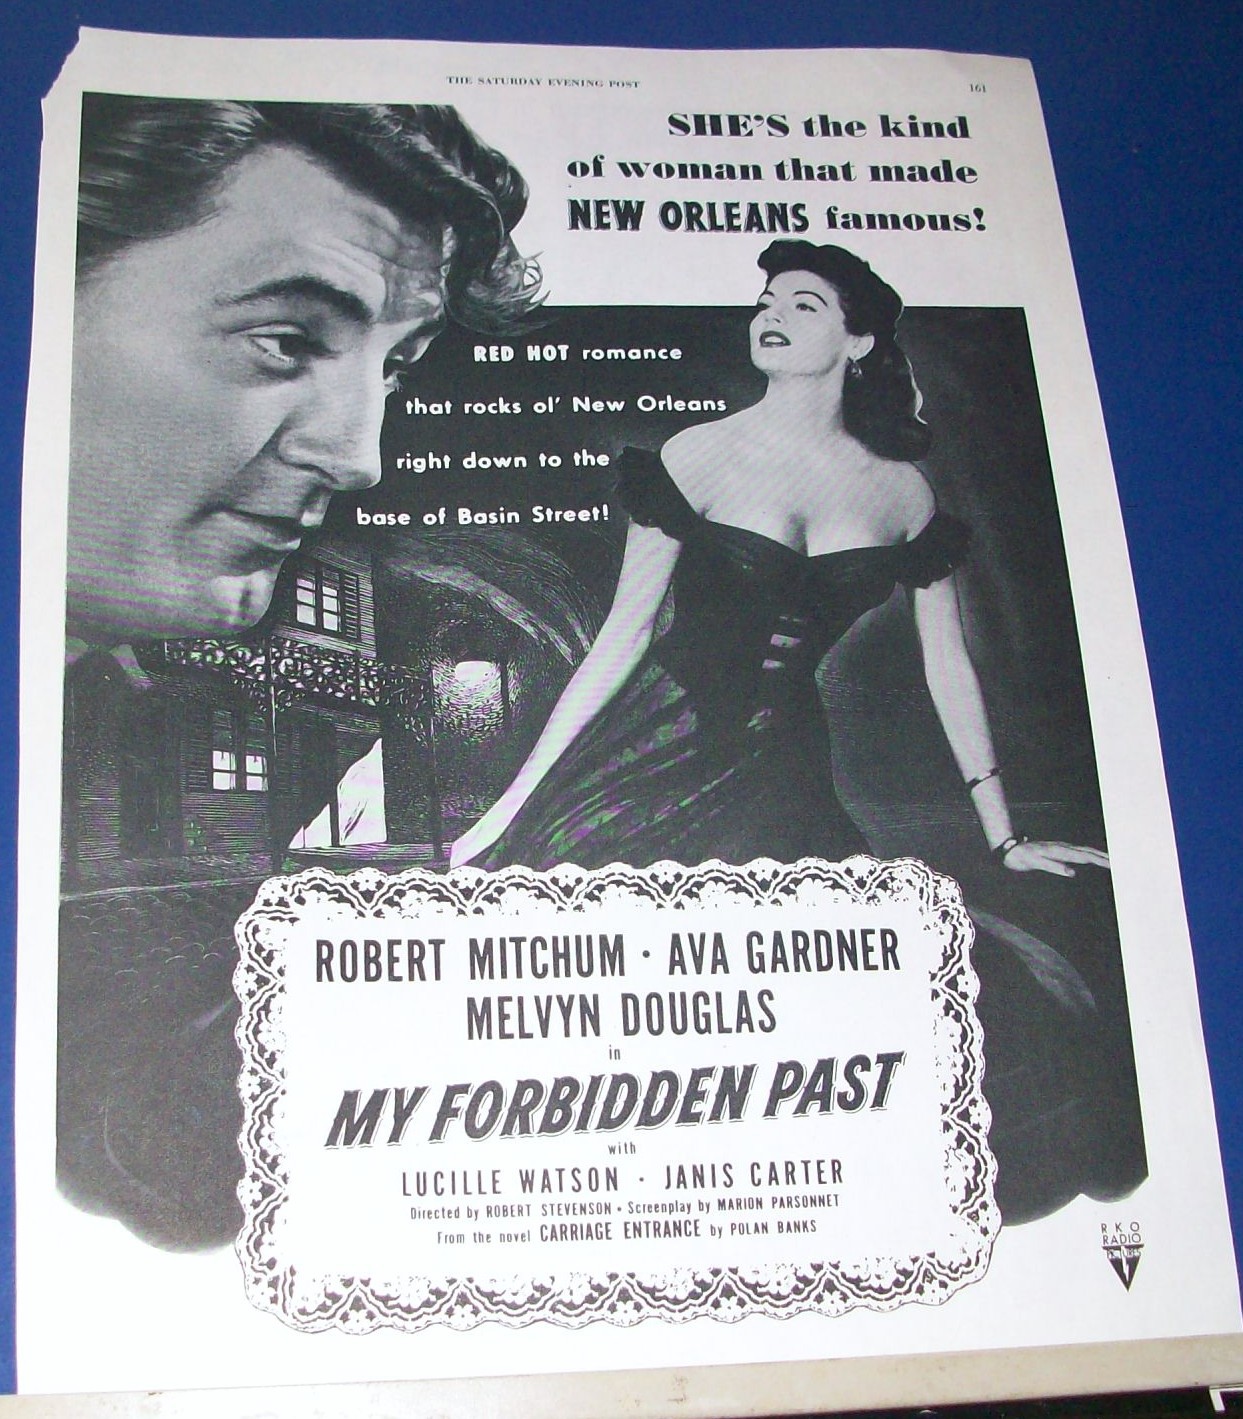 THE SATURDAY EVENING POST
161
SHE'S the kind
of woman that made
NEW ORLEANS famous!
RED HOT romance
that rocks ol' New Orleans
right down to the
base of Basin Street!
ROBERT MITCHUM · AVA GARDNER
MELVYN DOUGLAS
in
MY FORBIDDEN PAST
with
LUCILLE WATSON · JANIS CARTER
Directed by ROBERT STEVENSON · Screenplay by MARION PARSONNET
From the novel CARRIAGE ENTRANCE by POLAN BANKS
RKO
RADIO
PICTURES